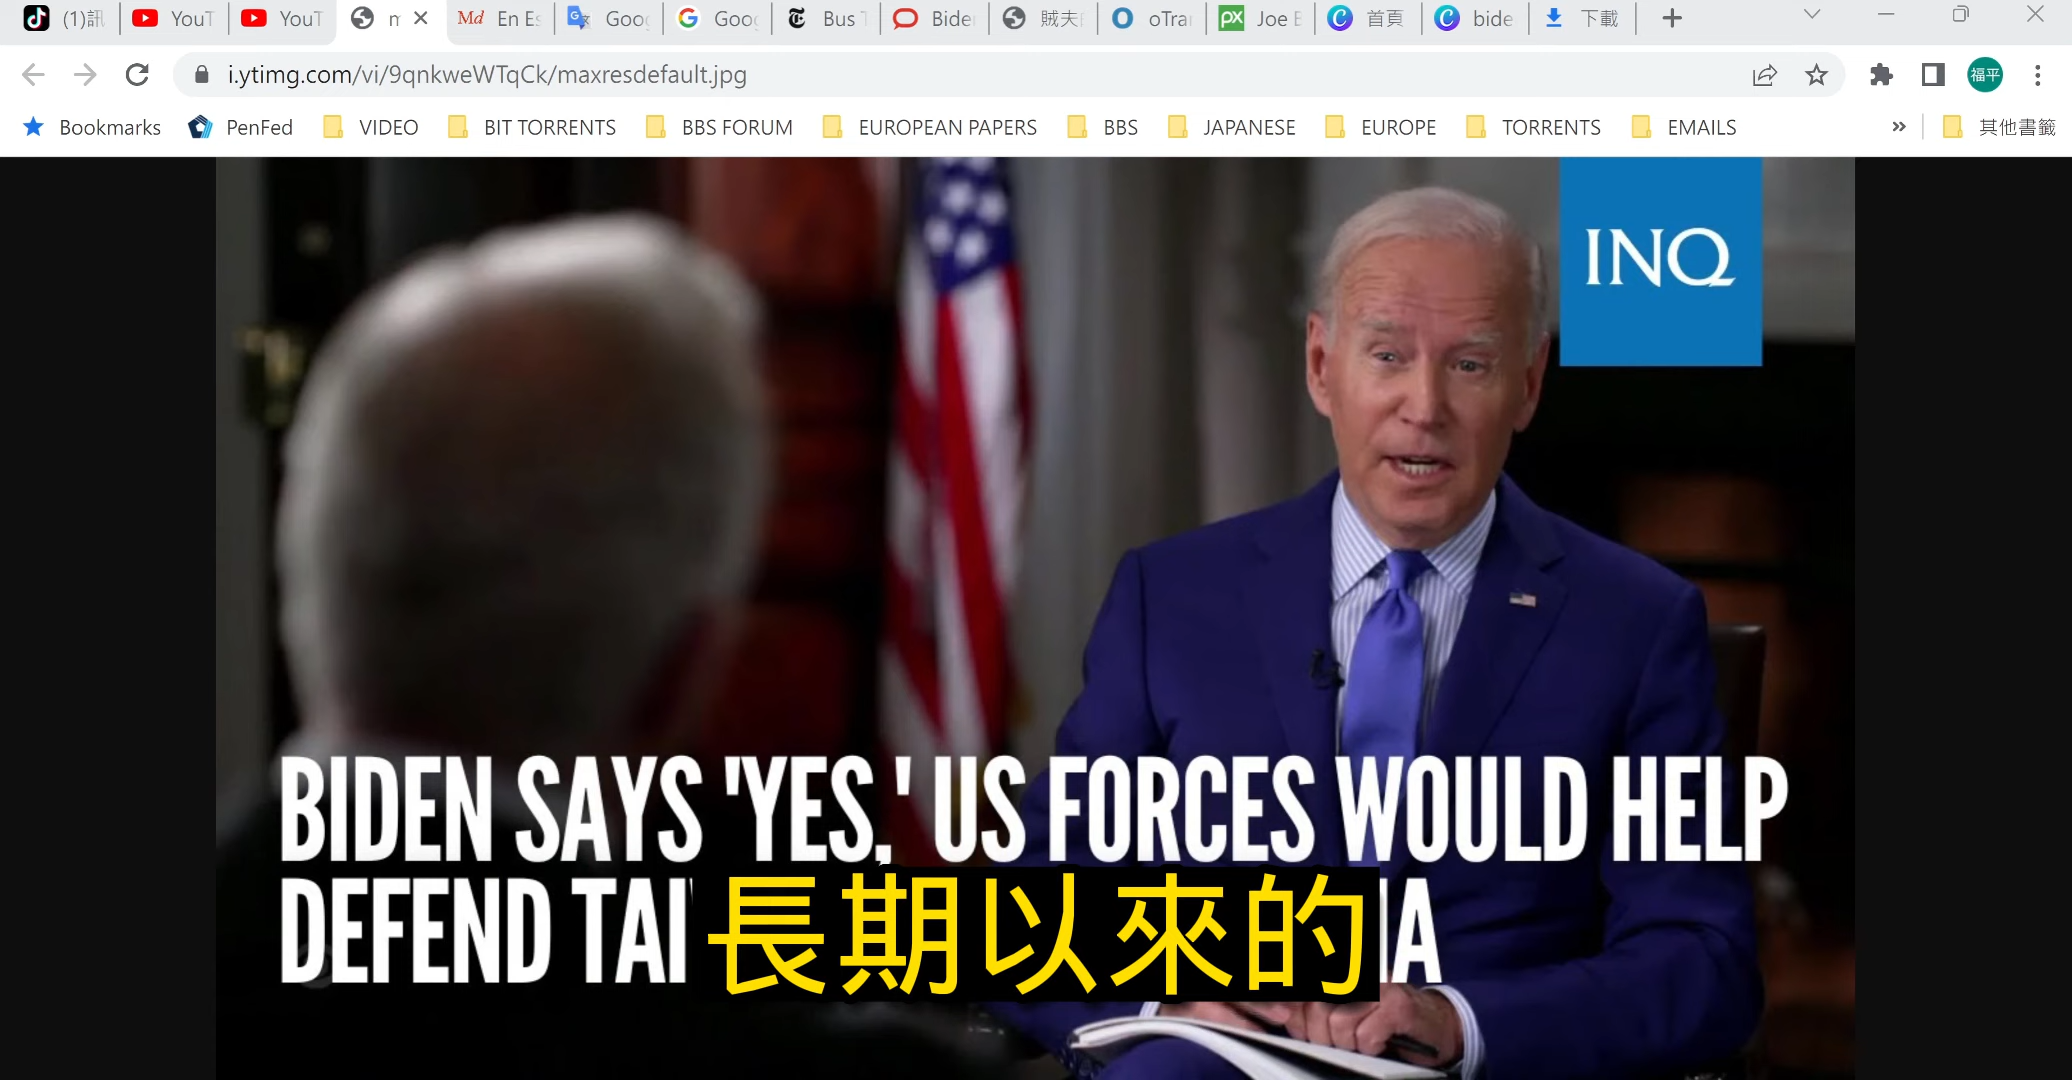 (1)訊
YouT
YouT
m
Md
En Es
Goo
Goo
Bus
Bide
賊夫
oTra
px
Joe B
首頁
bide
下載
i.ytimg.com/vi/9qnkweWTqCk/maxresdefault.jpg
福平
Bookmarks
PenFed
VIDEO
BIT TORRENTS
BBS FORUM
EUROPEAN PAPERS
BBS
JAPANESE
EUROPE
TORRENTS
EMAILS
其他書籤
INQ
BIDEN SAYS 'YES,' US FORCES WOULD HELP
DEFEND TAI
長期以來的